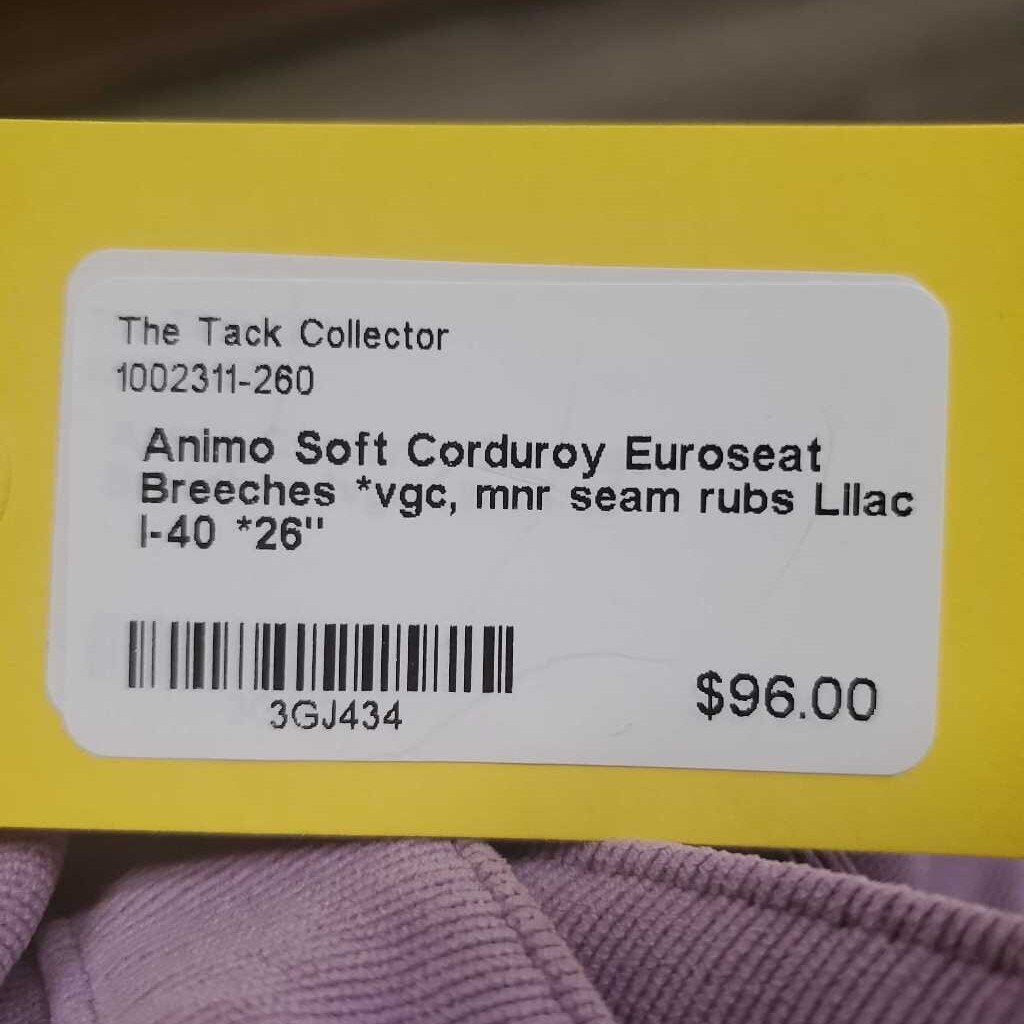 The Tack Collector
1002311-260
Animo Soft Corduroy Euroseat
Breeches *vgc, mnr seam rubs Lilac
I-40 *26"
3GJ434
$96.00